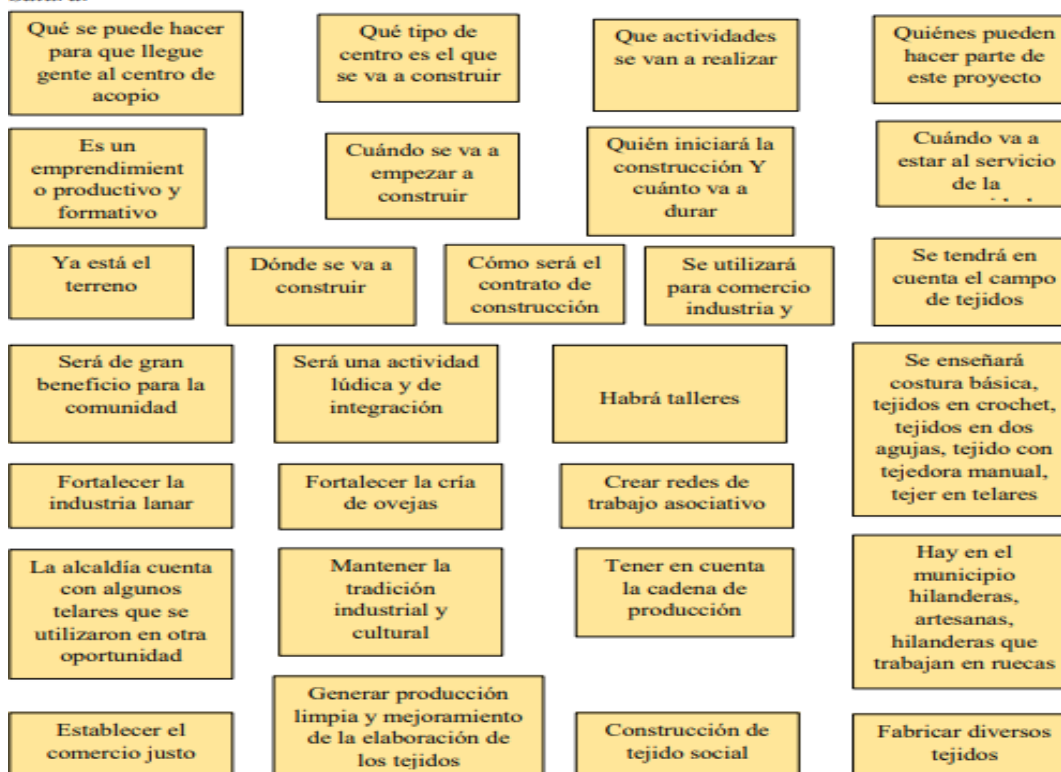 Qué se puede hacer
para que llegue
gente al centro de
acopio
Qué tipo de
centro es el que
se va a construir
Que actividades
se van a realizar
Quiénes pueden
hacer parte de
este proyecto
Es un
emprendimient
o productivo y
formativo
Cuándo se va a
empezar a
construir
Quién iniciará la
construcción Y
cuánto va a
durar
Cuándo va a
estar al servicio
de la
Ya está el
terreno
Dónde se va a
construir
Cómo será el
contrato de
construcción
Se utilizará
para comercio
industria y
Se tendrá en
cuenta el campo
de tejidos
Será de gran
beneficio para la
comunidad
Será una actividad
lúdica y de
integración
Habrá talleres
Se enseñará
costura básica,
tejidos en crochet,
tejidos en dos
agujas, tejido con
tejedora manual,
tejer en telares
Fortalecer la
industria lanar
Fortalecer la cría
de ovejas
Crear redes de
trabajo asociativo
La alcaldía cuenta
con algunos
telares que se
utilizaron en otra
oportunidad
Mantener la
tradición
industrial y
cultural
Tener en cuenta
la cadena de
producción
Hay en el
municipio
hilanderas,
artesanas,
hilanderas que
trabajan en ruecas
Establecer el
comercio justo
Generar producción
limpia y mejoramiento
de la elaboración de
los tejidos
Construcción de
tejido social
Fabricar diversos
tejidos